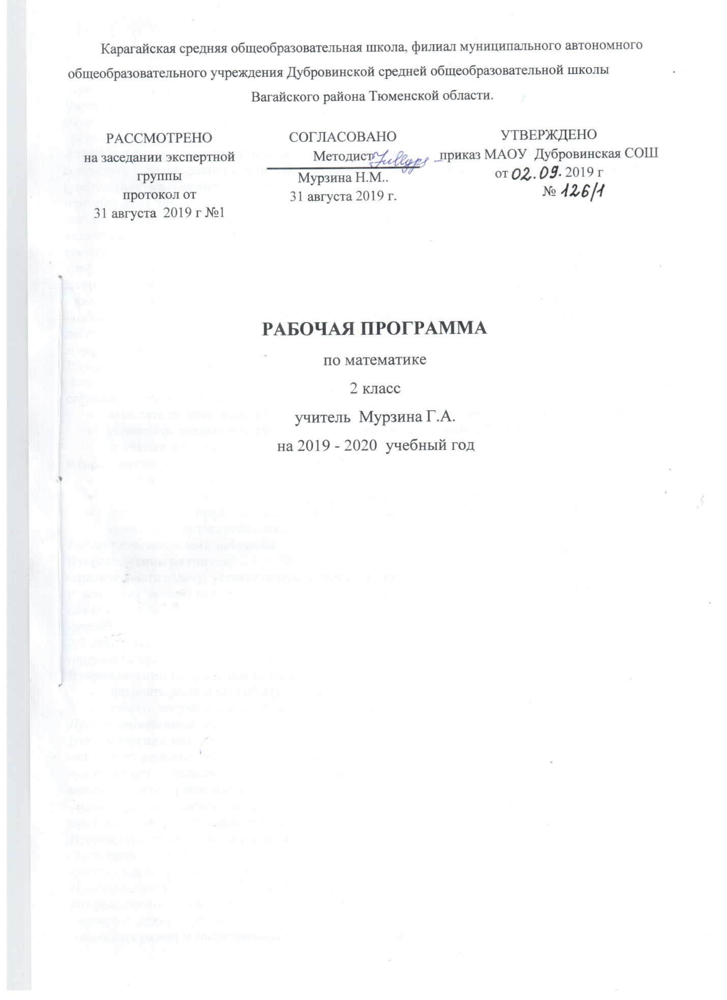 Карагайская средняя общеобразовательная школа, филиал муниципального автономного
общеобразовательного учреждения Дубровинской средней общеобразовательной школы
Вагайского района Тюменской области.
РАССМОТРЕНО
на заседании экспертной
группы
протокол от
31 августа 2019 г №1
СОГЛАСОВАНО
Методист
Мурзина Н.М..
31 августа 2019 г.
УТВЕРЖДЕНО
приказ МАОУ Дубровинская СОШ
от 02.09. 2019 г
№ 126/1
РАБОЧАЯ ПРОГРАММА
по математике
2 класс
учитель Мурзина Г.А.
на 2019 - 2020 учебный год